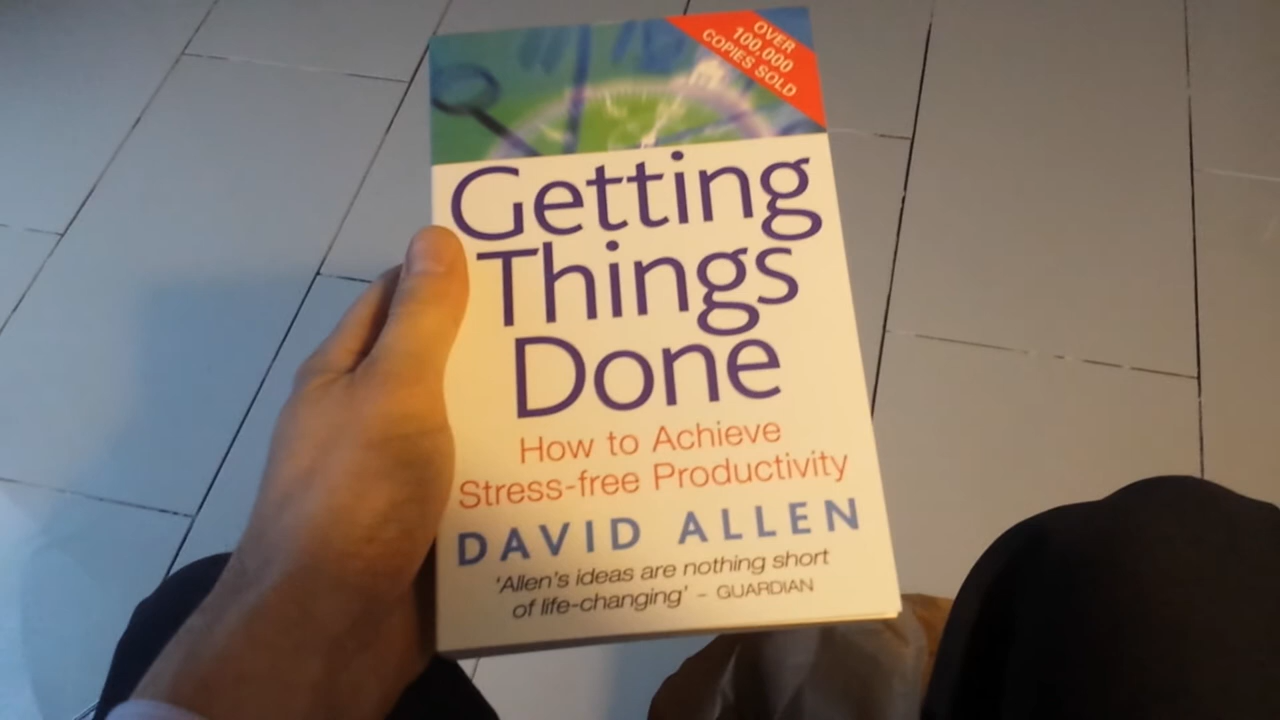 OVER
100,000
COPIES SOLD
Getting
Things
Done
How to Achieve
Stress-free Productivity
DAVID ALLEN
‘Allen’s ideas are nothing short
of life-changing’ – GUARDIAN